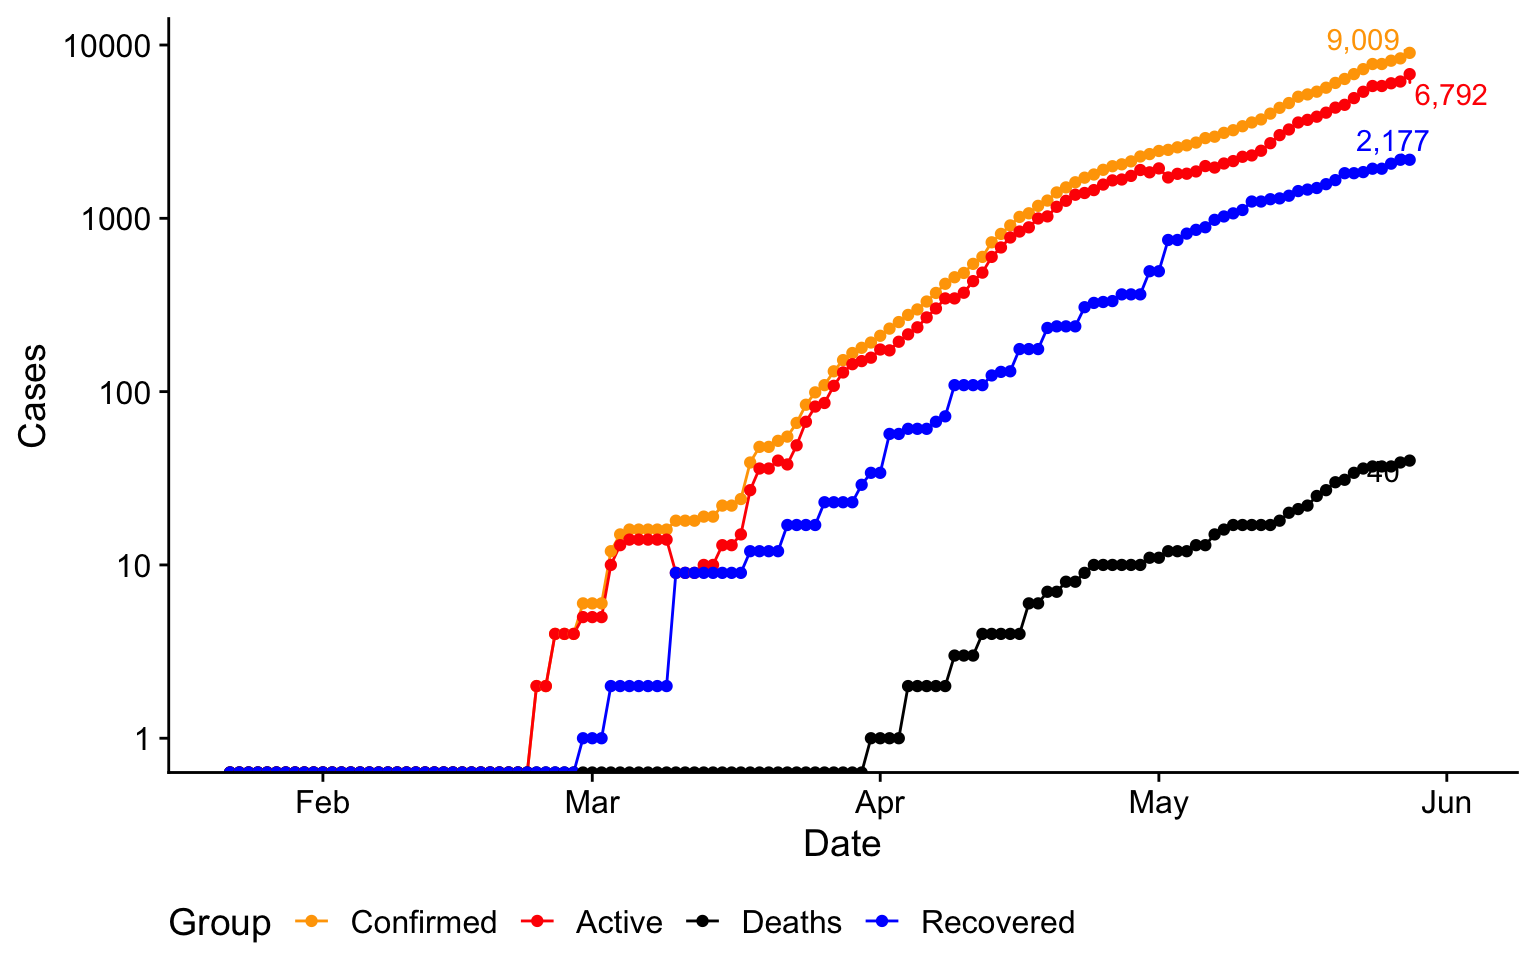 9,009
10000
6,792
2,177
1000
Cases
100
40
10
1
Feb Mar Apr May Jun
Date
Group Confirmed Active Deaths Recovered